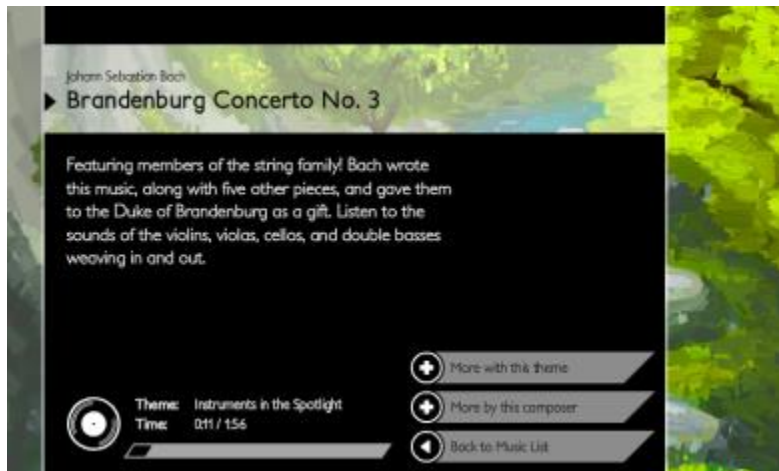 Johann Sebastian Bach
Brandenburg Concerto No. 3
Featuring members of the string family! Bach wrote
this music, along with five other pieces, and gave them
to the Duke of Brandenburg as a gift. Listen to the
sounds of the violins, violas, cellos, and double basses
weaving in and out.
More with this theme
More by this composer
Back to Music List
Theme: Instruments in the Spotlight
Time: 0:11 / 1:56